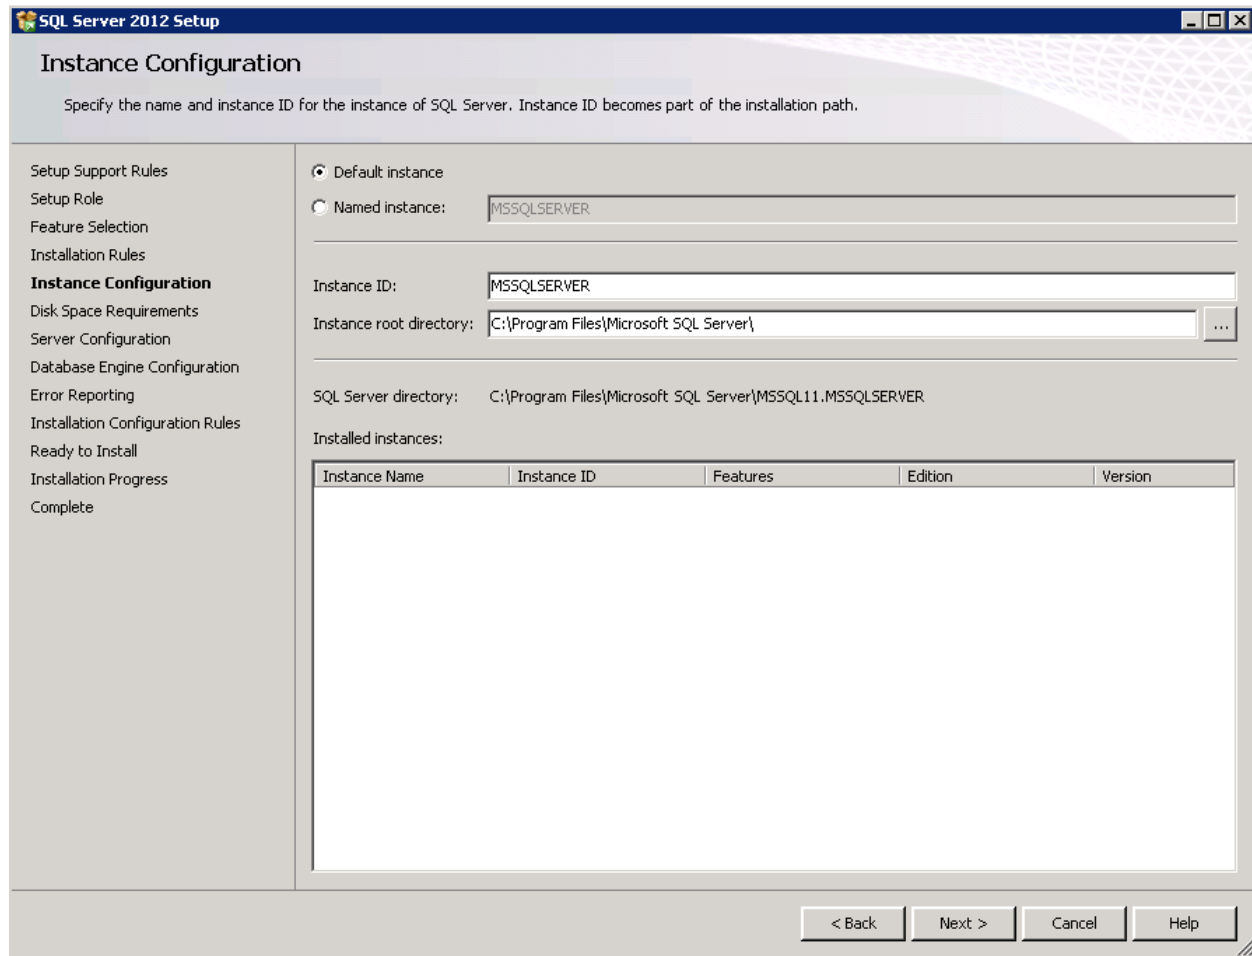 SQL Server 2012 Setup
Instance Configuration
Specify the name and instance ID for the instance of SQL Server. Instance ID becomes part of the installation path.
Setup Support Rules
Setup Role
Feature Selection
Installation Rules
Instance Configuration
Disk Space Requirements
Server Configuration
Database Engine Configuration
Error Reporting
Installation Configuration Rules
Ready to Install
Installation Progress
Complete
Default instance
Named instance: MSSQLSERVER
Instance ID: MSSQLSERVER
Instance root directory: C:\Program Files\Microsoft SQL Server\ ...
SQL Server directory: C:\Program Files\Microsoft SQL Server\MSSQL11.MSSQLSERVER
Installed instances:
Instance Name Instance ID Features Edition Version
< Back Next > Cancel Help